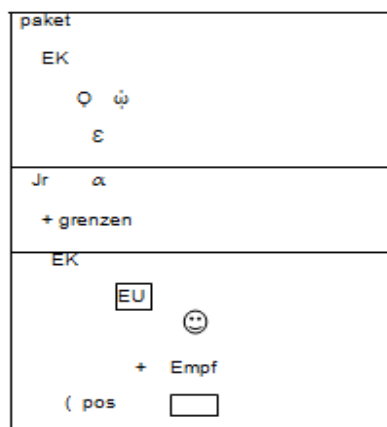 paket
EK
Ϙ ὠ
ε
Jr α
+ grenzen
EK
EU
☺
+ Empf
( pos